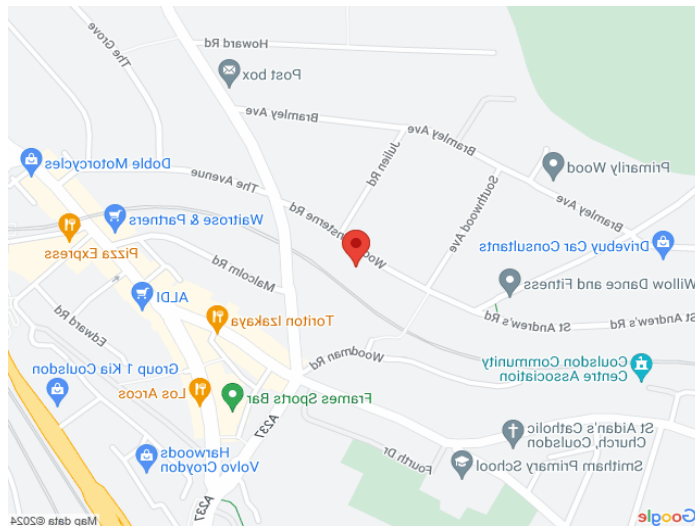 Howard Rd
The Grove
Post box
Bramley Ave
Bramley Ave
Julien Rd
Primarily Wood
Doble Motorcycles
The Avenue
Southwood Ave
Bramley Ave
Waitrose & Partners
Drivebuy Car Consultants
Pizza Express
Malcolm Rd
Willow Dance and Fitness
ALDI
Toriton Izakaya
St Andrew's Rd
St Andrew's Rd
Edward Rd
Woodman Rd
Group 1 Kia Coulsdon
Coulsdon Community
Centre Association
Los Arcos
Frames Sports Bar
A237
St Aidan's Catholic
Church, Coulsdon
Harwoods
Volvo Croydon
Fourth Dr
Smitham Primary School
A237
Google
Map data ©2024